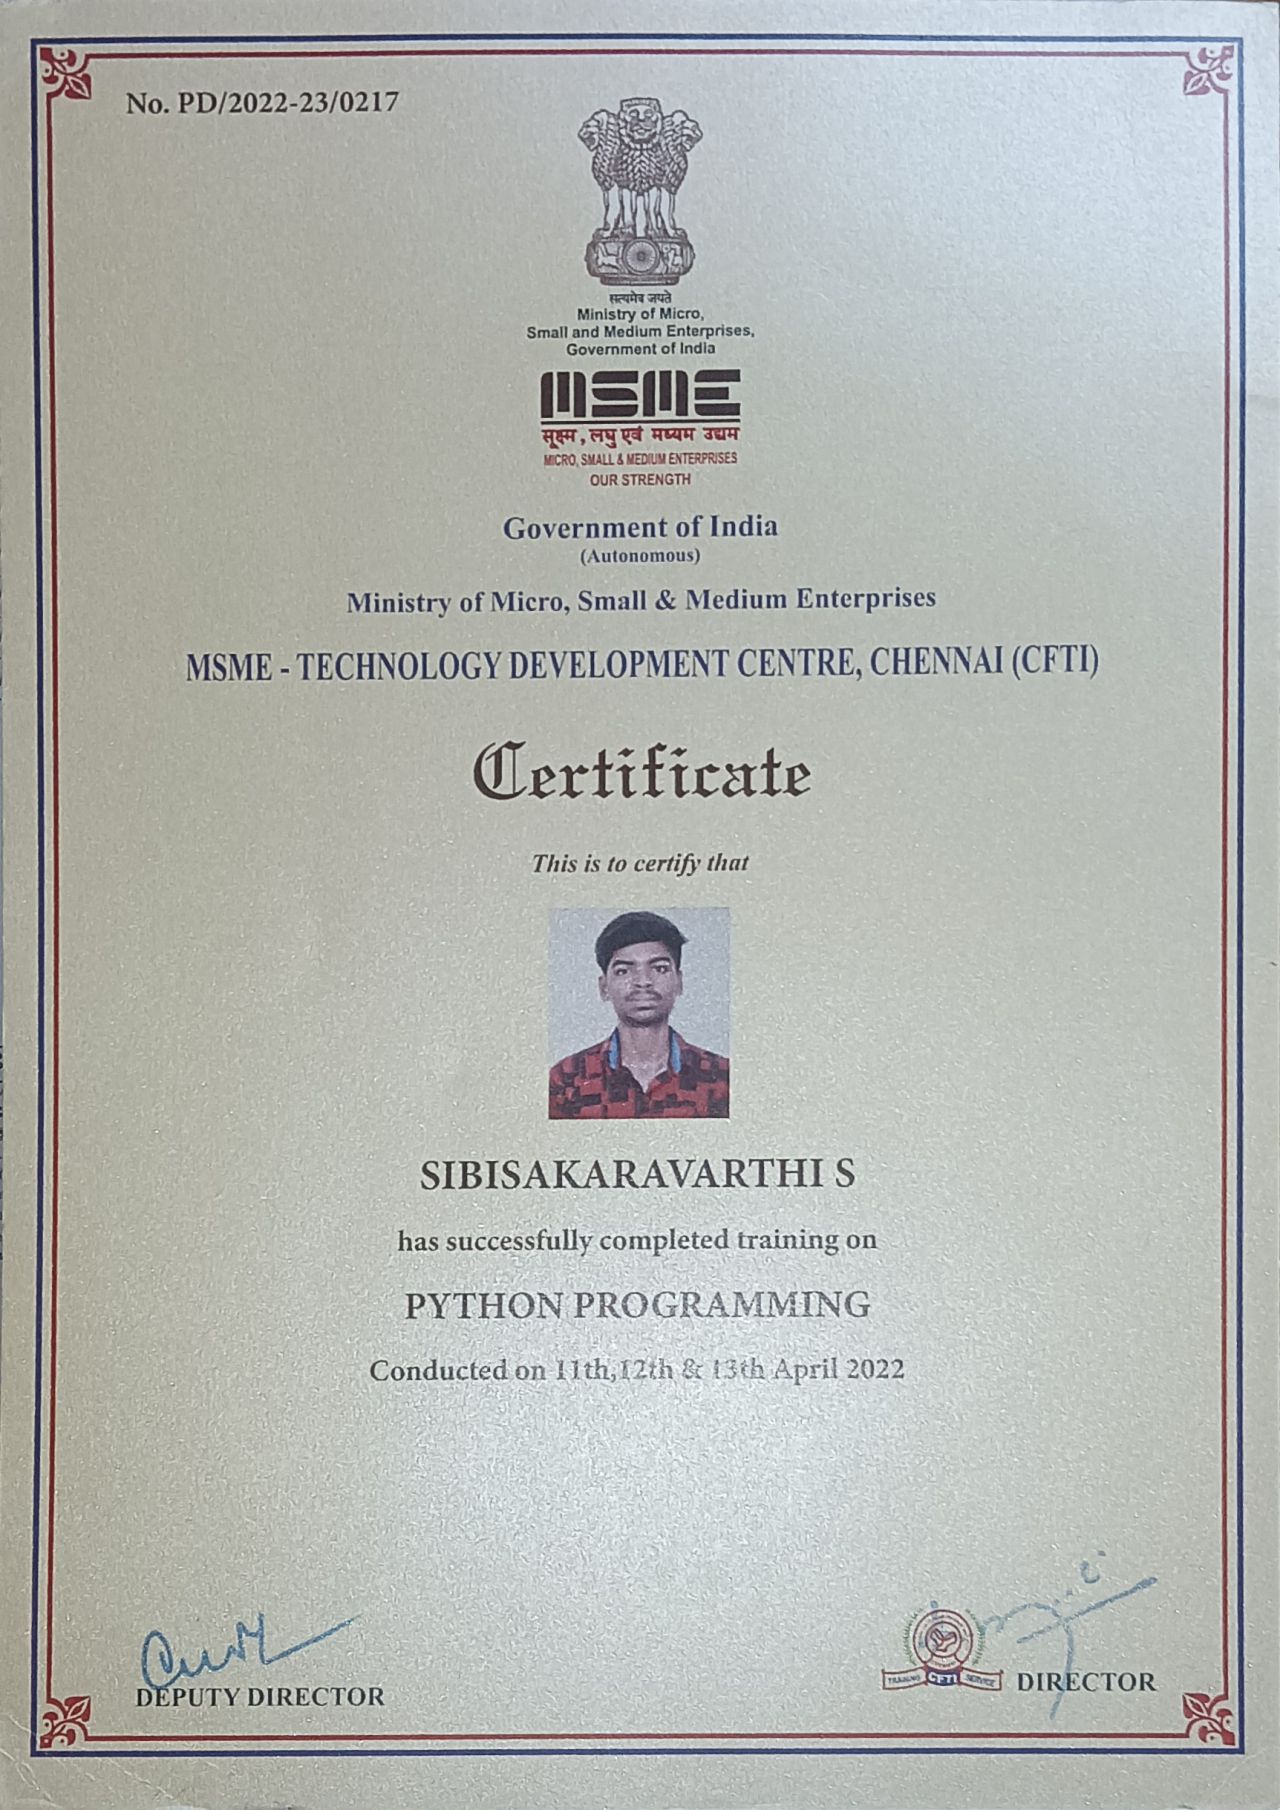 No. PD/2022-23/0217
सत्यमेव जयते
Ministry of Micro,
Small and Medium Enterprises,
Government of India
MSME
सूक्ष्म, लघु एवं मध्यम उद्यम
MICRO, SMALL & MEDIUM ENTERPRISES
OUR STRENGTH
Government of India
(Autonomous)
Ministry of Micro, Small & Medium Enterprises
MSME - TECHNOLOGY DEVELOPMENT CENTRE, CHENNAI (CFTI)
Certificate
This is to certify that
SIBISAKARAVARTHI S
has successfully completed training on
PYTHON PROGRAMMING
Conducted on 11th,12th & 13th April 2022
DEPUTY DIRECTOR
TRAINING CFTI SERVICE
DIRECTOR